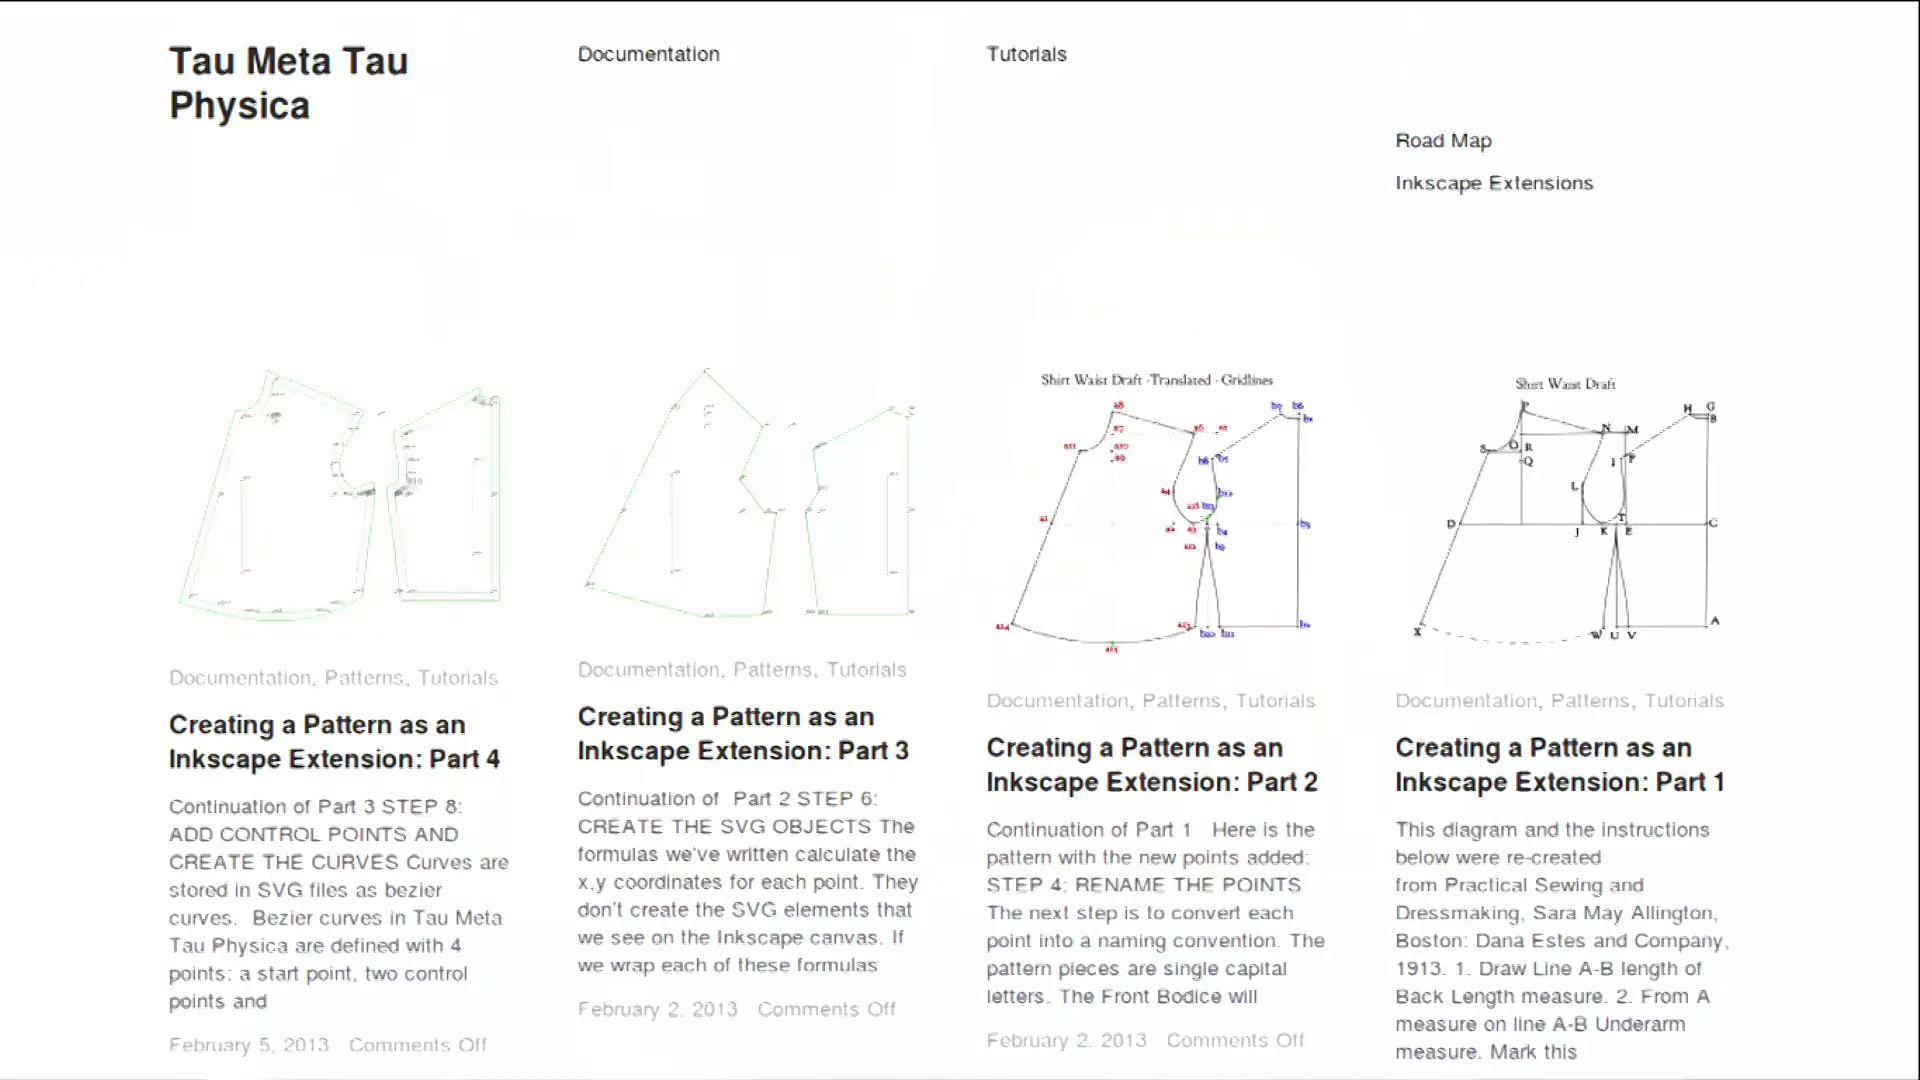 Tau Meta Tau
Physica
Documentation
Tutorials
Road Map
Inkscape Extensions
Documentation, Patterns, Tutorials
Creating a Pattern as an
Inkscape Extension: Part 4
Continuation of Part 3 STEP 8:
ADD CONTROL POINTS AND
CREATE THE CURVES Curves are
stored in SVG files as bezier
curves. Bezier curves in Tau Meta
Tau Physica are defined with 4
points: a start point, two control
points and
February 5, 2013 Comments Off
Documentation, Patterns, Tutorials
Creating a Pattern as an
Inkscape Extension: Part 3
Continuation of Part 2 STEP 6:
CREATE THE SVG OBJECTS The
formulas we've written calculate the
x,y coordinates for each point. They
don't create the SVG elements that
we see on the Inkscape canvas. If
we wrap each of these formulas
February 2, 2013 Comments Off
Shirt Waist Draft - Translated - Gridlines
Documentation, Patterns, Tutorials
Creating a Pattern as an
Inkscape Extension: Part 2
Continuation of Part 1 Here is the
pattern with the new points added:
STEP 4: RENAME THE POINTS
The next step is to convert each
point into a naming convention. The
pattern pieces are single capital
letters. The Front Bodice will
February 2, 2013 Comments Off
Shirt Waist Draft
P
H G
B
N M
S O R
Q
I F
L
D T C
J K E
X W U V A
Documentation, Patterns, Tutorials
Creating a Pattern as an
Inkscape Extension: Part 1
This diagram and the instructions
below were re-created
from Practical Sewing and
Dressmaking, Sara May Allington,
Boston: Dana Estes and Company,
1913. 1. Draw Line A-B length of
Back Length measure. 2. From A
measure on line A-B Underarm
measure. Mark this